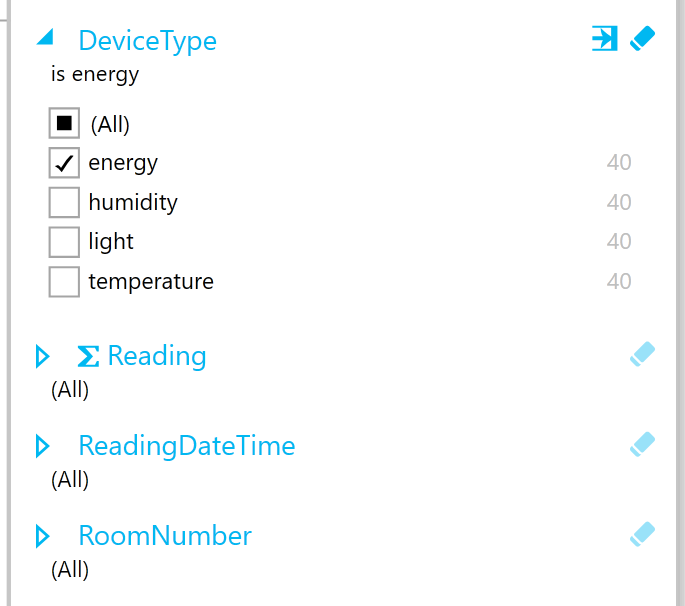 DeviceType
is energy
(All)
energy 40
humidity 40
light 40
temperature 40
Σ Reading
(All)
ReadingDateTime
(All)
RoomNumber
(All)